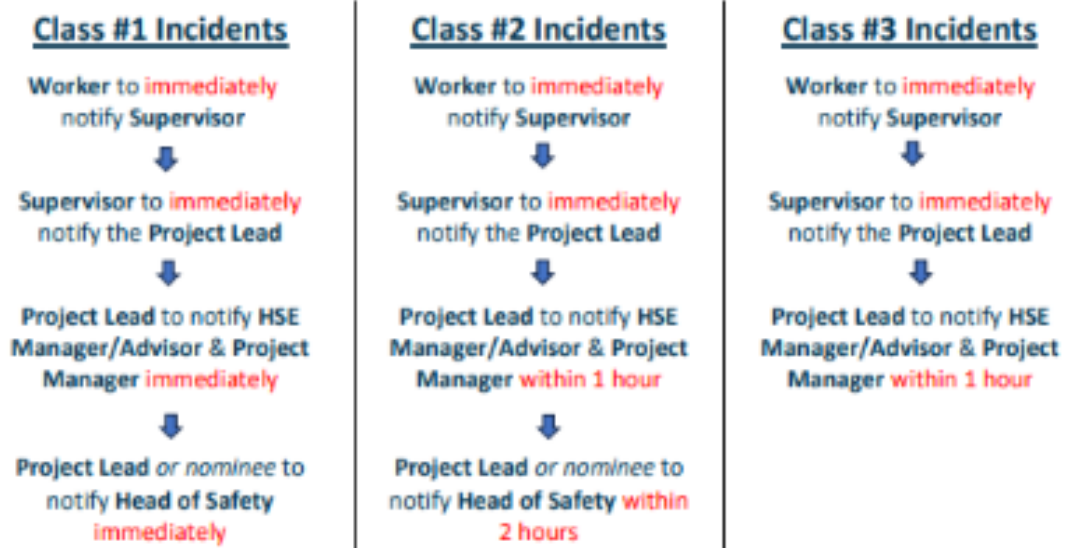 Class #1 Incidents
Worker to immediately
notify Supervisor
Supervisor to immediately
notify the Project Lead
Project Lead to notify HSE
Manager/Advisor & Project
Manager immediately
Project Lead or nominee to
notify Head of Safety
immediately
Class #2 Incidents
Worker to immediately
notify Supervisor
Supervisor to immediately
notify the Project Lead
Project Lead to notify HSE
Manager/Advisor & Project
Manager within 1 hour
Project Lead or nominee to
notify Head of Safety within
2 hours
Class #3 Incidents
Worker to immediately
notify Supervisor
Supervisor to immediately
notify the Project Lead
Project Lead to notify HSE
Manager/Advisor & Project
Manager within 1 hour